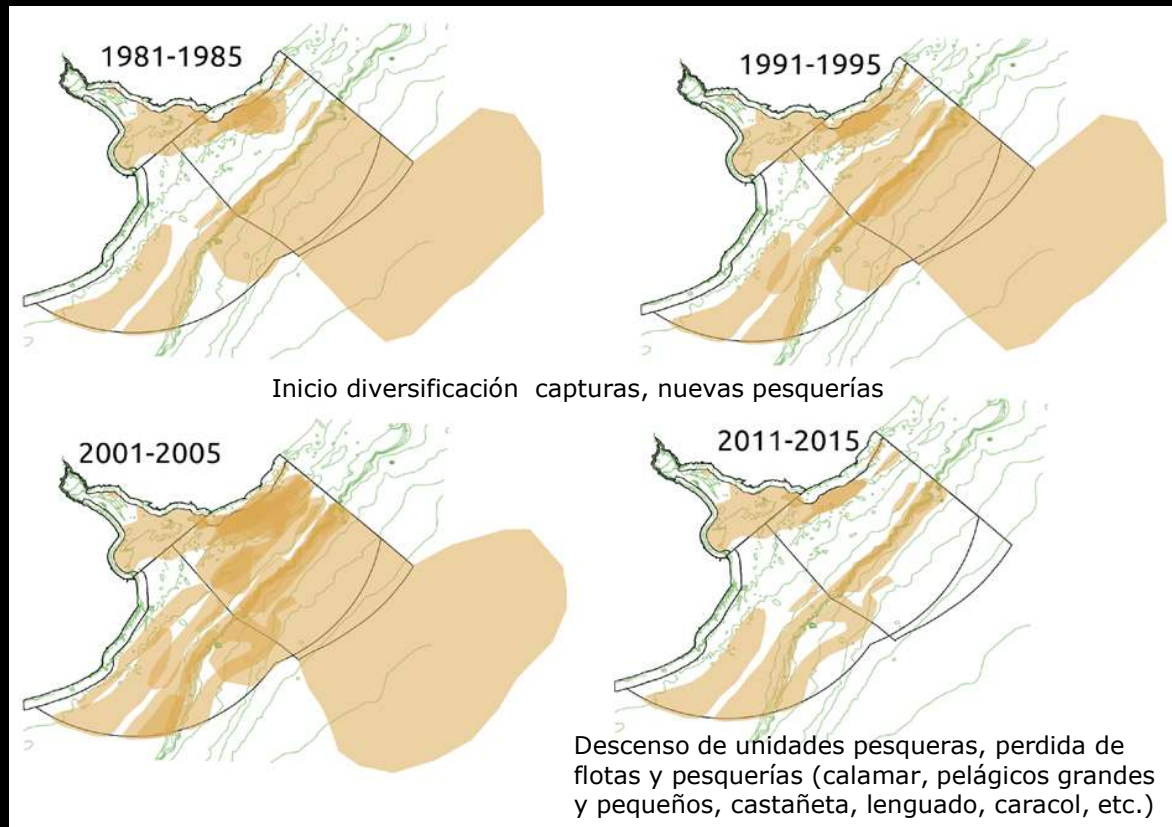 1981-1985
1991-1995
Inicio diversificación capturas, nuevas pesquerías
2001-2005
2011-2015
Descenso de unidades pesqueras, perdida de
flotas y pesquerías (calamar, pelágicos grandes
y pequeños, castañeta, lenguado, caracol, etc.)